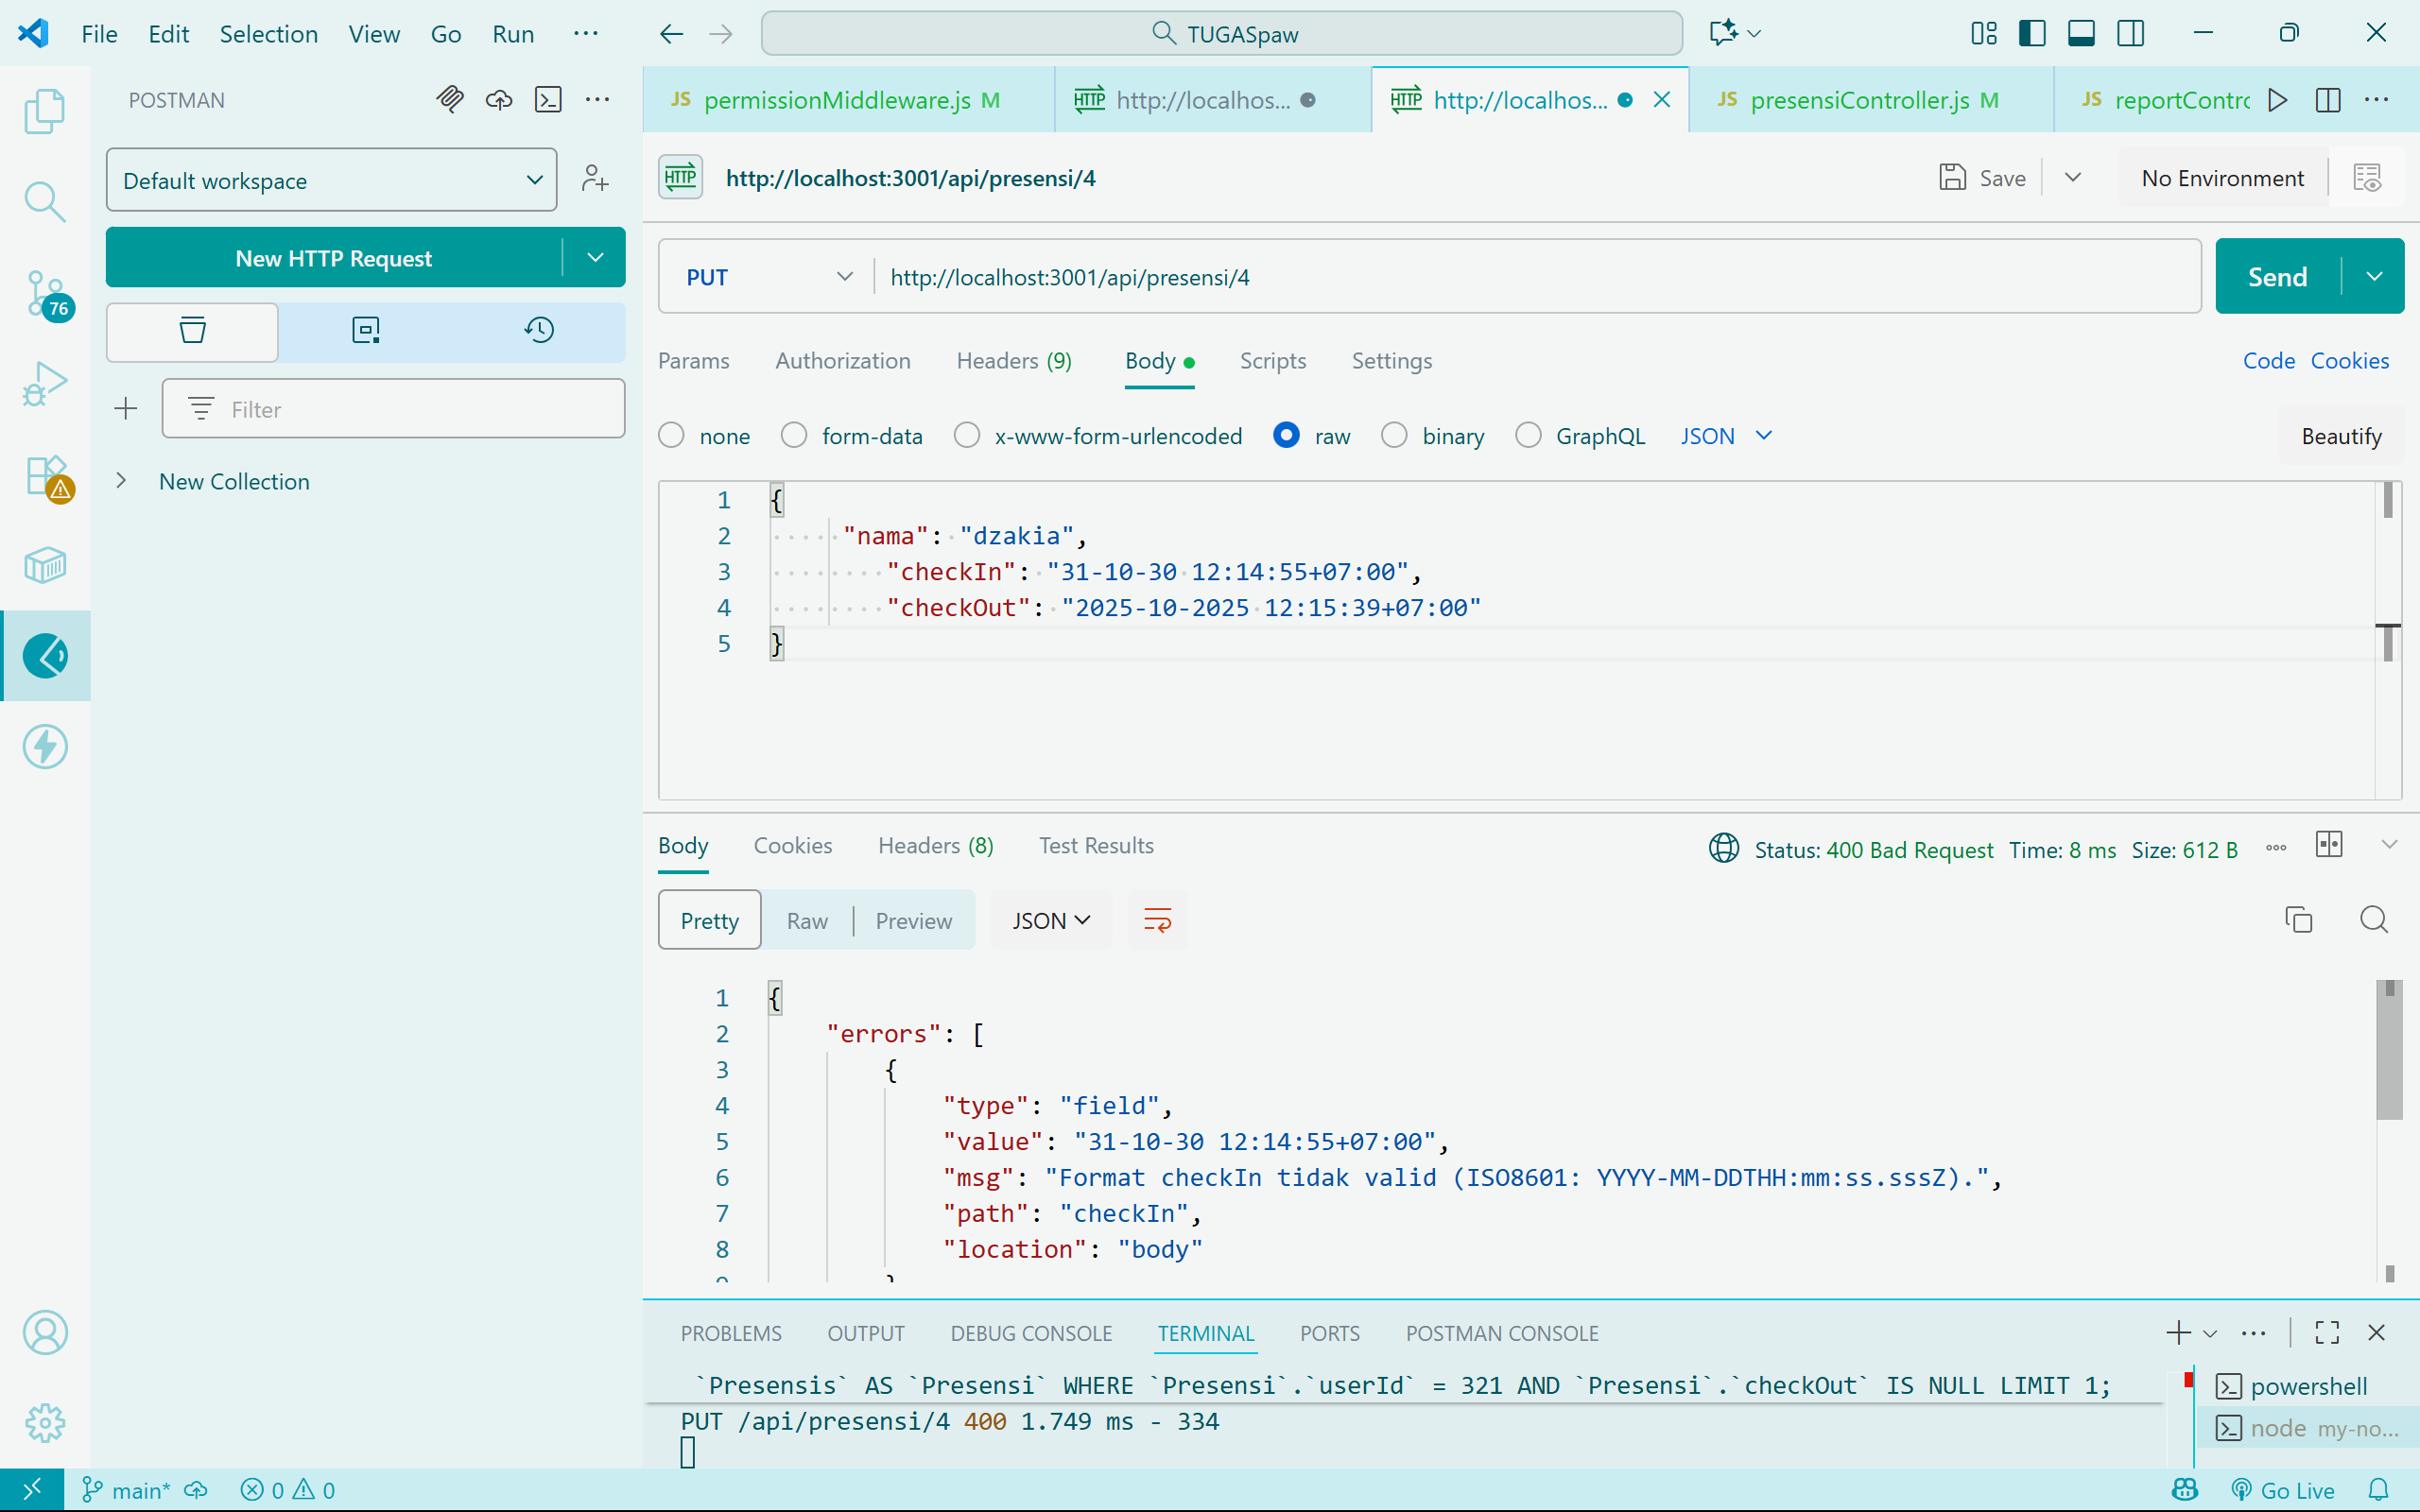 File Edit Selection View Go Run ···
TUGASpaw
POSTMAN
Default workspace
New HTTP Request
Filter
New Collection
76
JS permissionMiddleware.js M
HTTP http://localhos...
HTTP http://localhos...
JS presensiController.js M
JS reportContro
HTTP http://localhost:3001/api/presensi/4
Save
No Environment
PUT http://localhost:3001/api/presensi/4
Send
Params Authorization Headers (9) Body Scripts Settings
Code Cookies
none form-data x-www-form-urlencoded raw binary GraphQL JSON
Beautify
1 {
2 "nama": "dzakia",
3 "checkIn": "31-10-30 12:14:55+07:00",
4 "checkOut": "2025-10-2025 12:15:39+07:00"
5 }
Body Cookies Headers (8) Test Results
Status: 400 Bad Request Time: 8 ms Size: 612 B
Pretty Raw Preview JSON
1 {
2 "errors": [
3 {
4 "type": "field",
5 "value": "31-10-30 12:14:55+07:00",
6 "msg": "Format checkIn tidak valid (ISO8601: YYYY-MM-DDTHH:mm:ss.sssZ).",
7 "path": "checkIn",
8 "location": "body"
PROBLEMS OUTPUT DEBUG CONSOLE TERMINAL PORTS POSTMAN CONSOLE
`Presensis` AS `Presensi` WHERE `Presensi`.`userId` = 321 AND `Presensi`.`checkOut` IS NULL LIMIT 1;
PUT /api/presensi/4 400 1.749 ms - 334
powershell
node my-no...
main* 0 0
Go Live